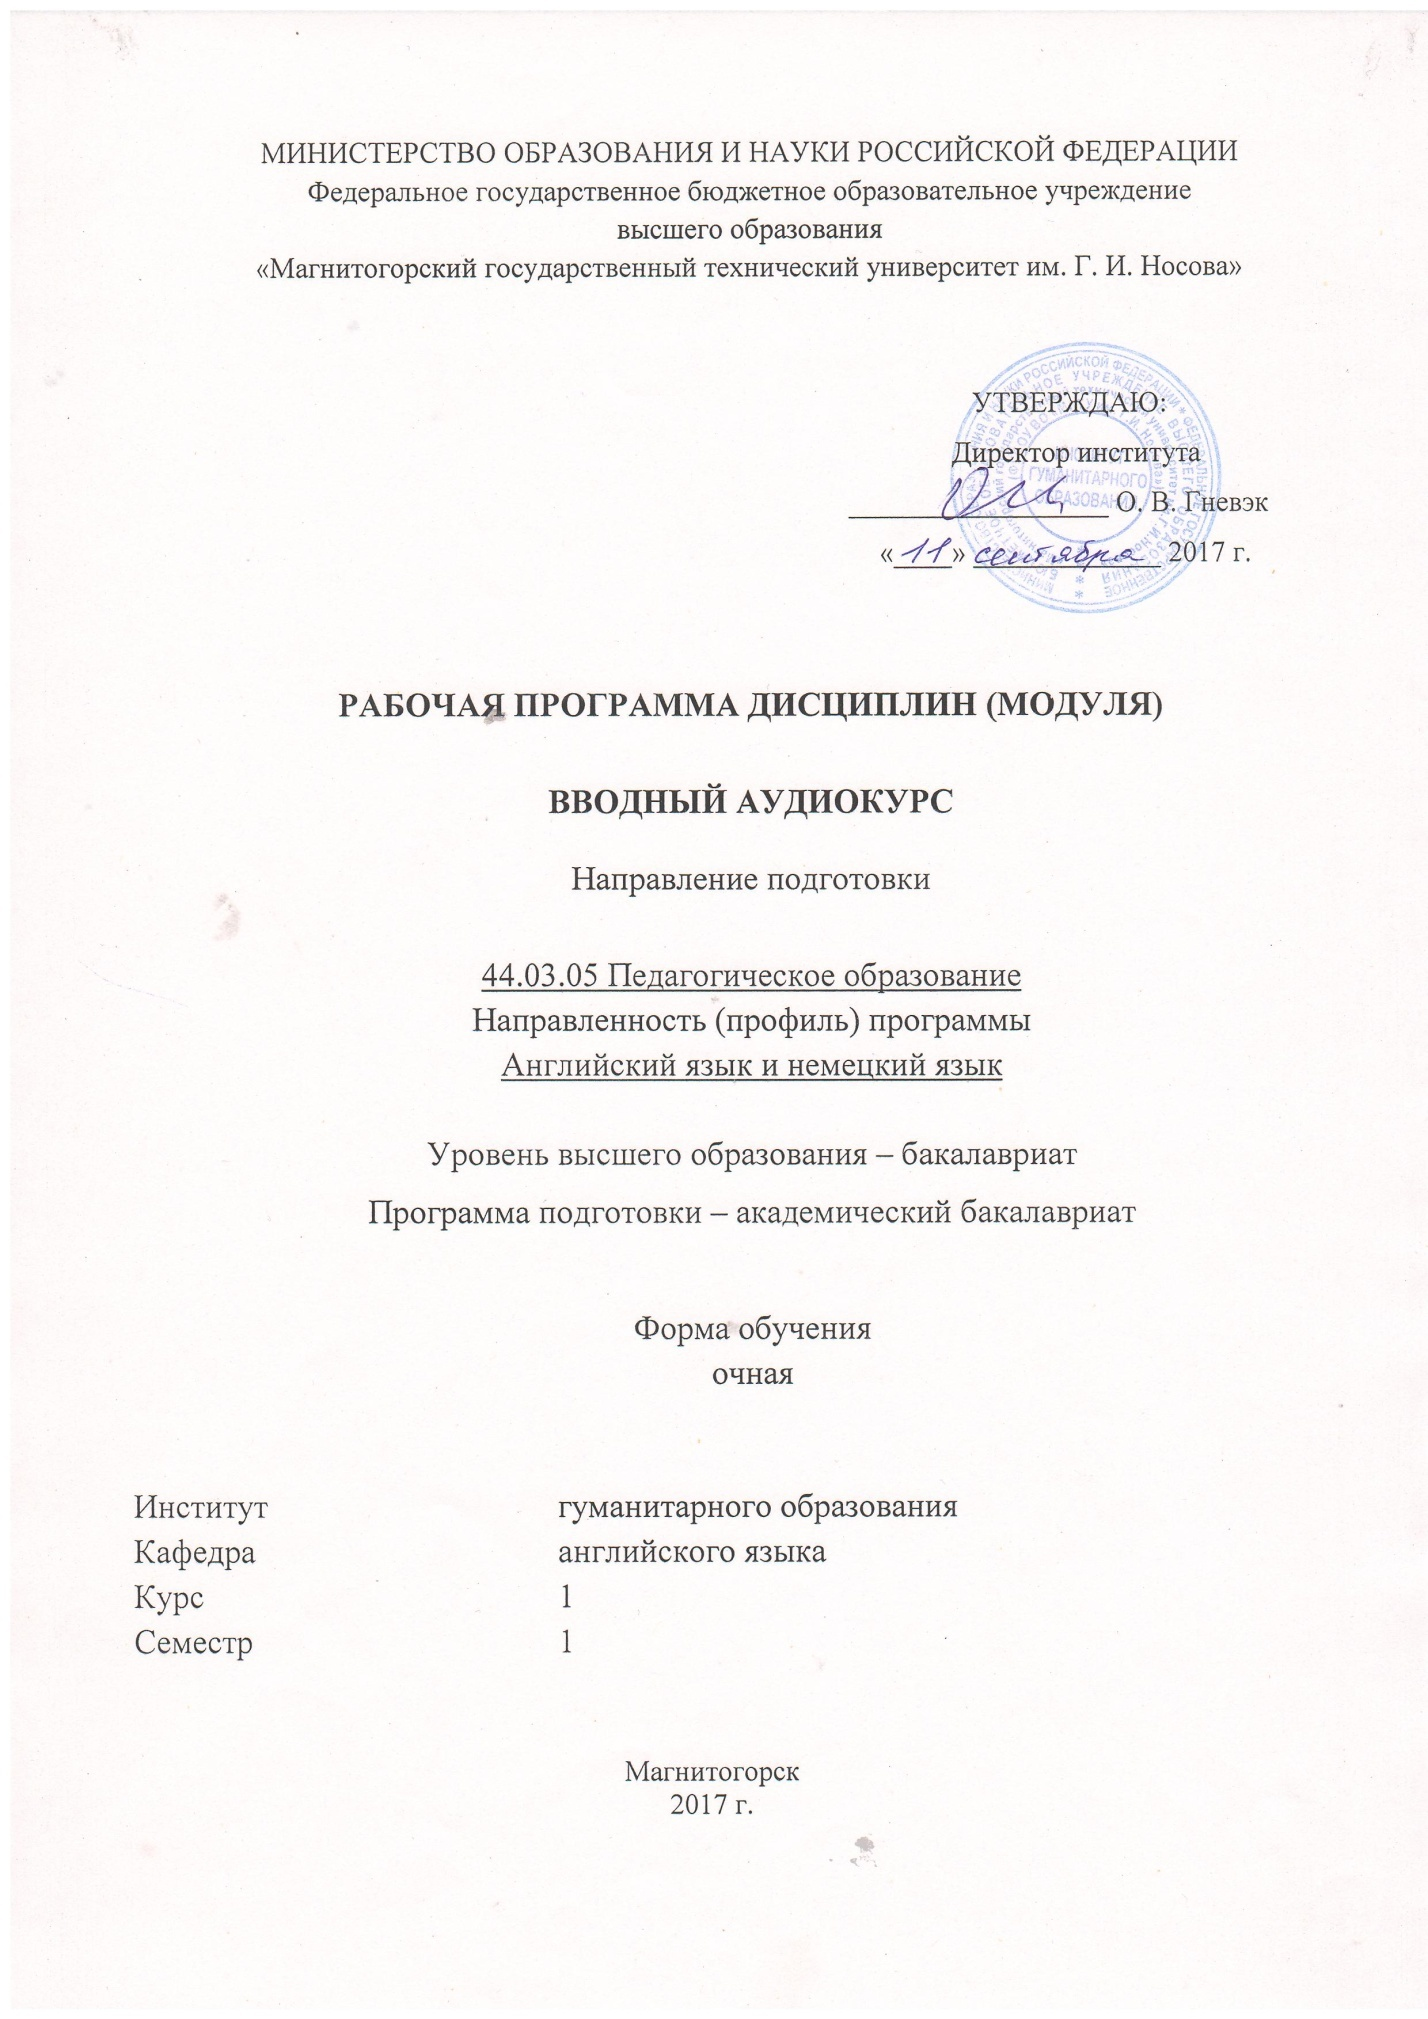 МИНИСТЕРСТВО ОБРАЗОВАНИЯ И НАУКИ РОССИЙСКОЙ ФЕДЕРАЦИИ
Федеральное государственное бюджетное образовательное учреждение
высшего образования
«Магнитогорский государственный технический университет им. Г. И. Носова»
УТВЕРЖДАЮ:
Директор института
О. В. Гневэк
«11» сентября 2017 г.
ГУМАНИТАРНОГО
ОБРАЗОВАНИЯ
РАБОЧАЯ ПРОГРАММА ДИСЦИПЛИН (МОДУЛЯ)
ВВОДНЫЙ АУДИОКУРС
Направление подготовки
44.03.05 Педагогическое образование
Направленность (профиль) программы
Английский язык и немецкий язык
Уровень высшего образования – бакалавриат
Программа подготовки – академический бакалавриат
Форма обучения
очная
Институт гуманитарного образования
Кафедра английского языка
Курс 1
Семестр 1
Магнитогорск
2017 г.